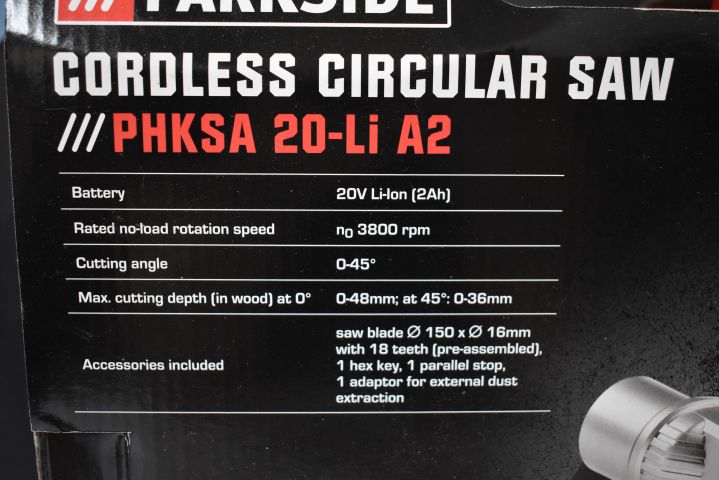 /// PARKSIDE
CORDLESS CIRCULAR SAW
/// PHKSA 20-Li A2
Battery 20V Li-Ion (2Ah)
Rated no-load rotation speed n0 3800 rpm
Cutting angle 0-45°
Max. cutting depth (in wood) at 0° 0-48mm; at 45°: 0-36mm
Accessories included saw blade Ø 150 x Ø 16mm
with 18 teeth (pre-assembled),
1 hex key, 1 parallel stop,
1 adaptor for external dust
extraction